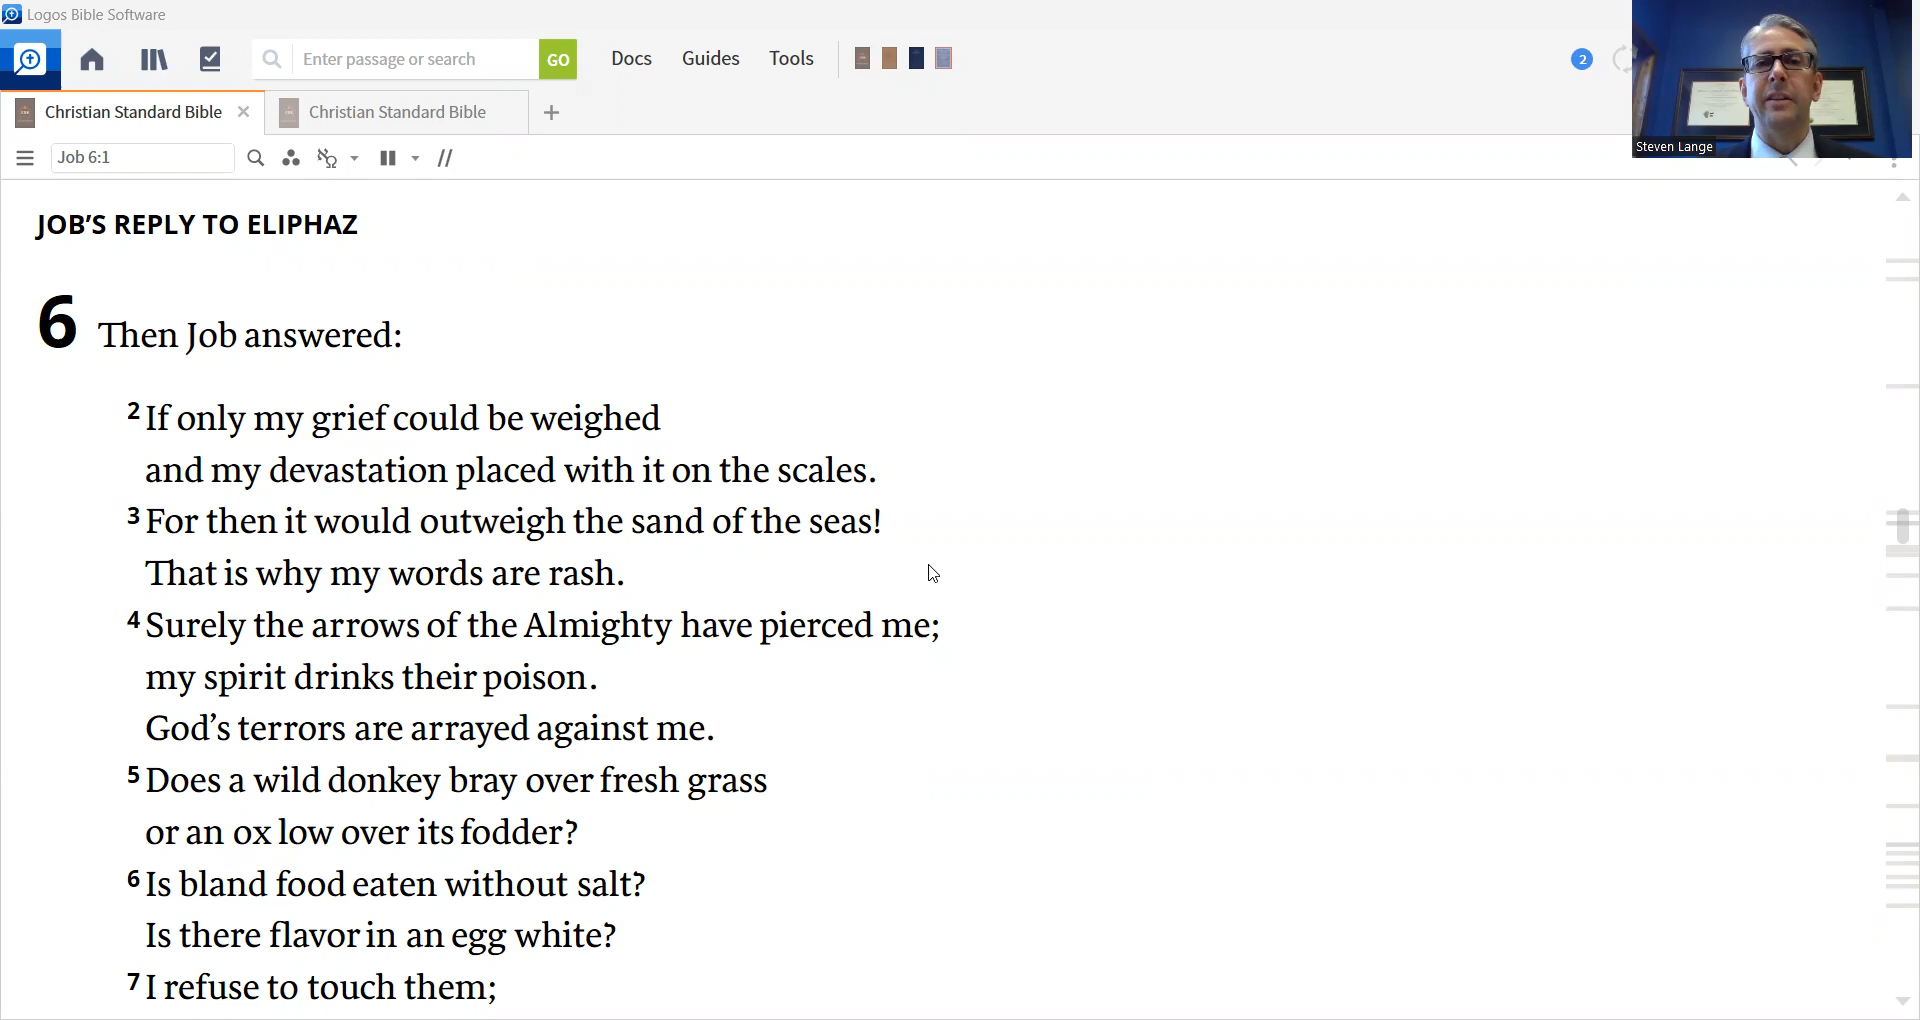 Logos Bible Software
Enter passage or search
GO
Docs Guides Tools
2
Christian Standard Bible
Christian Standard Bible
Job 6:1
Steven Lange
JOB’S REPLY TO ELIPHAZ
6 Then Job answered:
2 If only my grief could be weighed
and my devastation placed with it on the scales.
3 For then it would outweigh the sand of the seas!
That is why my words are rash.
4 Surely the arrows of the Almighty have pierced me;
my spirit drinks their poison.
God’s terrors are arrayed against me.
5 Does a wild donkey bray over fresh grass
or an ox low over its fodder?
6 Is bland food eaten without salt?
Is there flavor in an egg white?
7 I refuse to touch them;